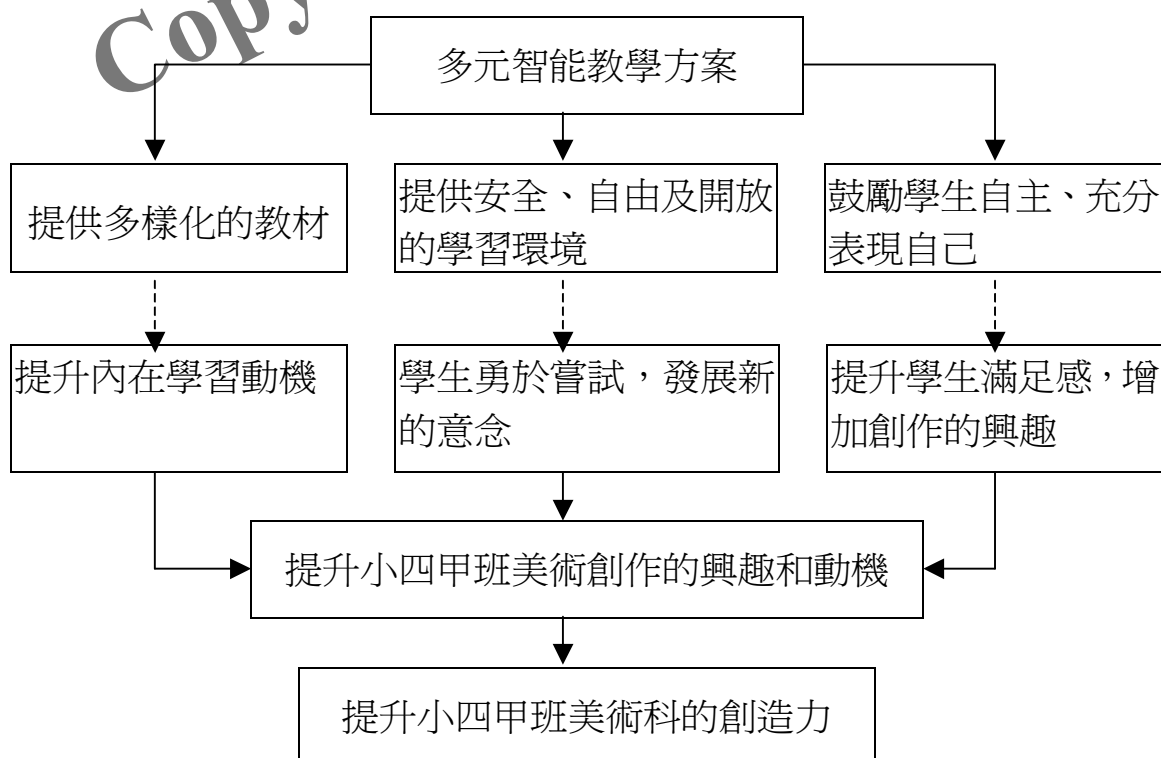 Copy
多元智能教學方案
提供多樣化的教材
提供安全、自由及開放
的學習環境
鼓勵學生自主、充分
表現自己
提升內在學習動機
學生勇於嘗試，發展新
的意念
提升學生滿足感，增
加創作的興趣
提升小四甲班美術創作的興趣和動機
提升小四甲班美術科的創造力